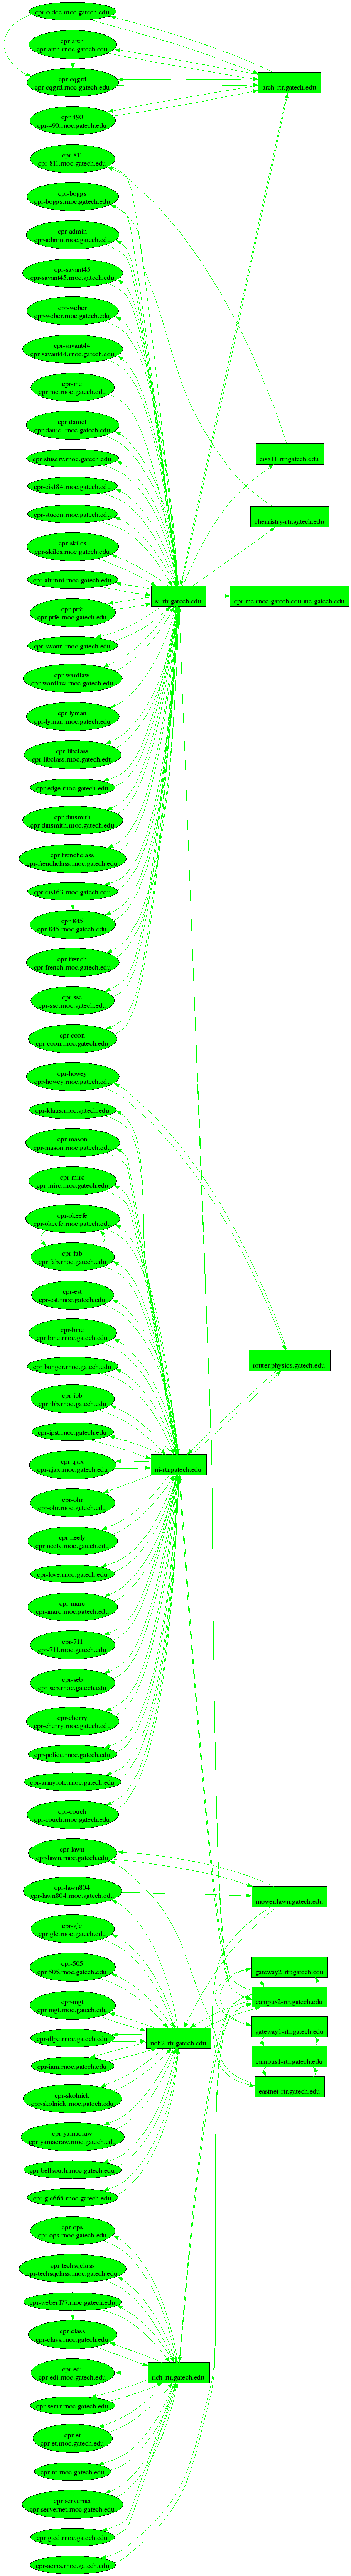 cpr-oldce.moc.gatech.edu
cpr-arch
cpr-arch.moc.gatech.edu
cpr-cqgrd
cpr-cqgrd.moc.gatech.edu
arch-rtr.gatech.edu
cpr-490
cpr-490.moc.gatech.edu
cpr-811
cpr-811.moc.gatech.edu
cpr-boggs
cpr-boggs.moc.gatech.edu
cpr-admin
cpr-admin.moc.gatech.edu
cpr-savant45
cpr-savant45.moc.gatech.edu
cpr-weber
cpr-weber.moc.gatech.edu
cpr-savant44
cpr-savant44.moc.gatech.edu
cpr-me
cpr-me.moc.gatech.edu
cpr-daniel
cpr-daniel.moc.gatech.edu
cpr-stuserv.moc.gatech.edu
eis811-rtr.gatech.edu
cpr-eis184.moc.gatech.edu
cpr-stucen.moc.gatech.edu
chemistry-rtr.gatech.edu
cpr-skiles
cpr-skiles.moc.gatech.edu
cpr-alumni.moc.gatech.edu
si-rtr.gatech.edu
cpr-me.moc.gatech.edu.me.gatech.edu
cpr-ptfe
cpr-ptfe.moc.gatech.edu
cpr-swann.moc.gatech.edu
cpr-wardlaw
cpr-wardlaw.moc.gatech.edu
cpr-lyman
cpr-lyman.moc.gatech.edu
cpr-libclass
cpr-libclass.moc.gatech.edu
cpr-edge.moc.gatech.edu
cpr-dmsmith
cpr-dmsmith.moc.gatech.edu
cpr-frenchclass
cpr-frenchclass.moc.gatech.edu
cpr-eis163.moc.gatech.edu
cpr-845
cpr-845.moc.gatech.edu
cpr-french
cpr-french.moc.gatech.edu
cpr-ssc
cpr-ssc.moc.gatech.edu
cpr-coon
cpr-coon.moc.gatech.edu
cpr-howey
cpr-howey.moc.gatech.edu
cpr-klaus.moc.gatech.edu
cpr-mason
cpr-mason.moc.gatech.edu
cpr-mirc
cpr-mirc.moc.gatech.edu
cpr-okeefe
cpr-okeefe.moc.gatech.edu
cpr-fab
cpr-fab.moc.gatech.edu
cpr-est
cpr-est.moc.gatech.edu
cpr-bme
cpr-bme.moc.gatech.edu
cpr-bunger.moc.gatech.edu
router.physics.gatech.edu
cpr-ibb
cpr-ibb.moc.gatech.edu
cpr-ipst.moc.gatech.edu
cpr-ajax
cpr-ajax.moc.gatech.edu
ni-rtr.gatech.edu
cpr-ohr
cpr-ohr.moc.gatech.edu
cpr-neely
cpr-neely.moc.gatech.edu
cpr-love.moc.gatech.edu
cpr-marc
cpr-marc.moc.gatech.edu
cpr-711
cpr-711.moc.gatech.edu
cpr-seb
cpr-seb.moc.gatech.edu
cpr-cherry
cpr-cherry.moc.gatech.edu
cpr-police.moc.gatech.edu
cpr-armyrotc.moc.gatech.edu
cpr-couch
cpr-couch.moc.gatech.edu
cpr-lawn
cpr-lawn.moc.gatech.edu
cpr-lawn804
cpr-lawn804.moc.gatech.edu
mower.lawn.gatech.edu
cpr-glc
cpr-glc.moc.gatech.edu
cpr-505
cpr-505.moc.gatech.edu
gateway2-rtr.gatech.edu
cpr-mgt
cpr-mgt.moc.gatech.edu
campus2-rtr.gatech.edu
gateway1-rtr.gatech.edu
cpr-dlpe.moc.gatech.edu
rich2-rtr.gatech.edu
campus1-rtr.gatech.edu
cpr-iam.moc.gatech.edu
eastnet-rtr.gatech.edu
cpr-skolnick
cpr-skolnick.moc.gatech.edu
cpr-yamacraw
cpr-yamacraw.moc.gatech.edu
cpr-bellsouth.moc.gatech.edu
cpr-glc665.moc.gatech.edu
cpr-ops
cpr-ops.moc.gatech.edu
cpr-techsqclass
cpr-techsqclass.moc.gatech.edu
cpr-weber177.moc.gatech.edu
cpr-class
cpr-class.moc.gatech.edu
cpr-edi
cpr-edi.moc.gatech.edu
rich-rtr.gatech.edu
cpr-et
cpr-et.moc.gatech.edu
cpr-nt.moc.gatech.edu
cpr-servernet
cpr-servernet.moc.gatech.edu
cpr-gted.moc.gatech.edu
cpr-acsus.moc.gatech.edu